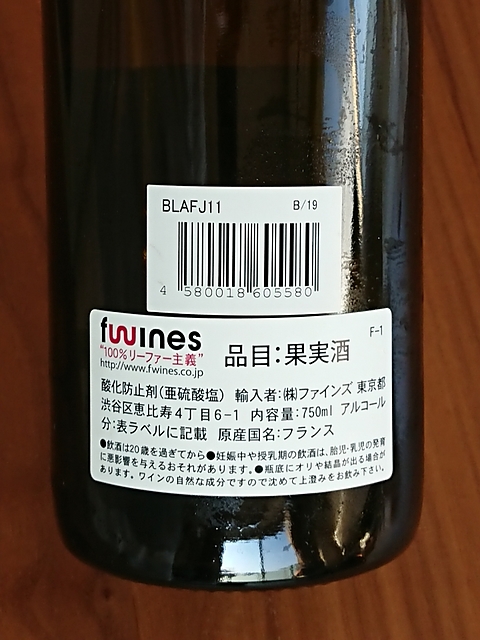 BLAFJ11 B/19
4 580018 605580
fwines
F-1
"100%リーファー主義"
品目:果実酒
http://www.fwines.co.jp
酸化防止剤(亜硫酸塩) 輸入者:㈱ファインズ 東京都
渋谷区恵比寿4丁目6-1 内容量:750ml アルコール
分:表ラベルに記載 原産国名:フランス
●飲酒は20歳を過ぎてから●妊娠中や授乳期の飲酒は、胎児・乳児の発育
に悪影響を与えるおそれがあります。●瓶底にオリや結晶が出る場合が
あります。ワインの自然な成分ですので沈めて上澄みをお飲み下さい。